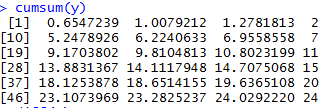 > cumsum(y)
[1] 0.6547239 1.0079212 1.2781813 2
[10] 5.2478926 6.2240633 6.9558558 7
[19] 9.1703802 9.8104813 10.8023199 11
[28] 13.8831367 14.1117948 14.7075068 15
[37] 18.1253878 18.6514155 19.6365108 20
[46] 23.1073969 23.2825237 24.0292220 24